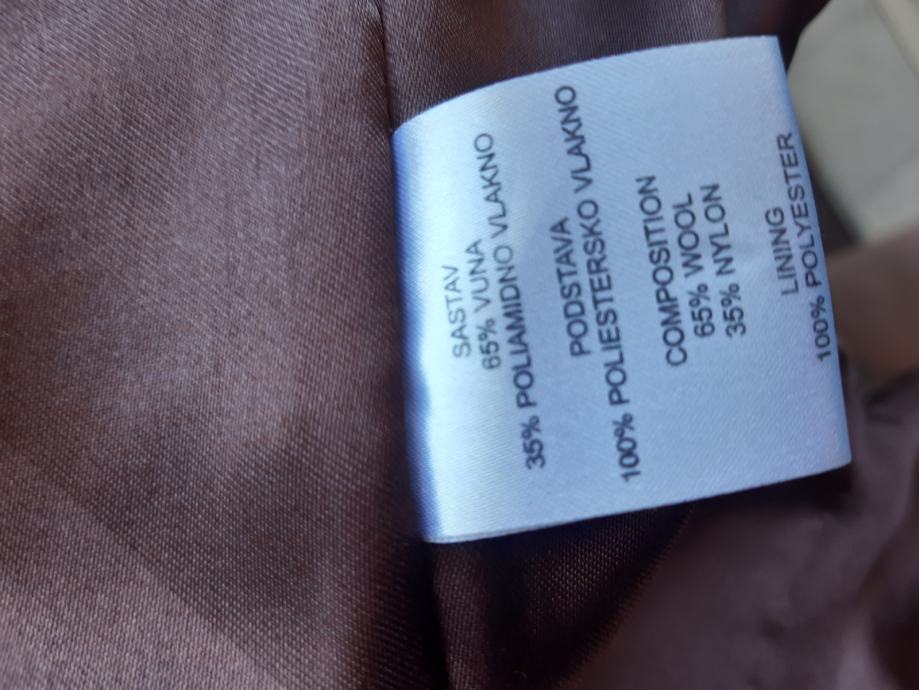 SASTAV
65% VUNA
35% POLIAMIDNO VLAKNO
PODSTAVA
100% POLIESTERSKO VLAKNO
COMPOSITION
65% WOOL
35% NYLON
LINING
100% POLYESTER